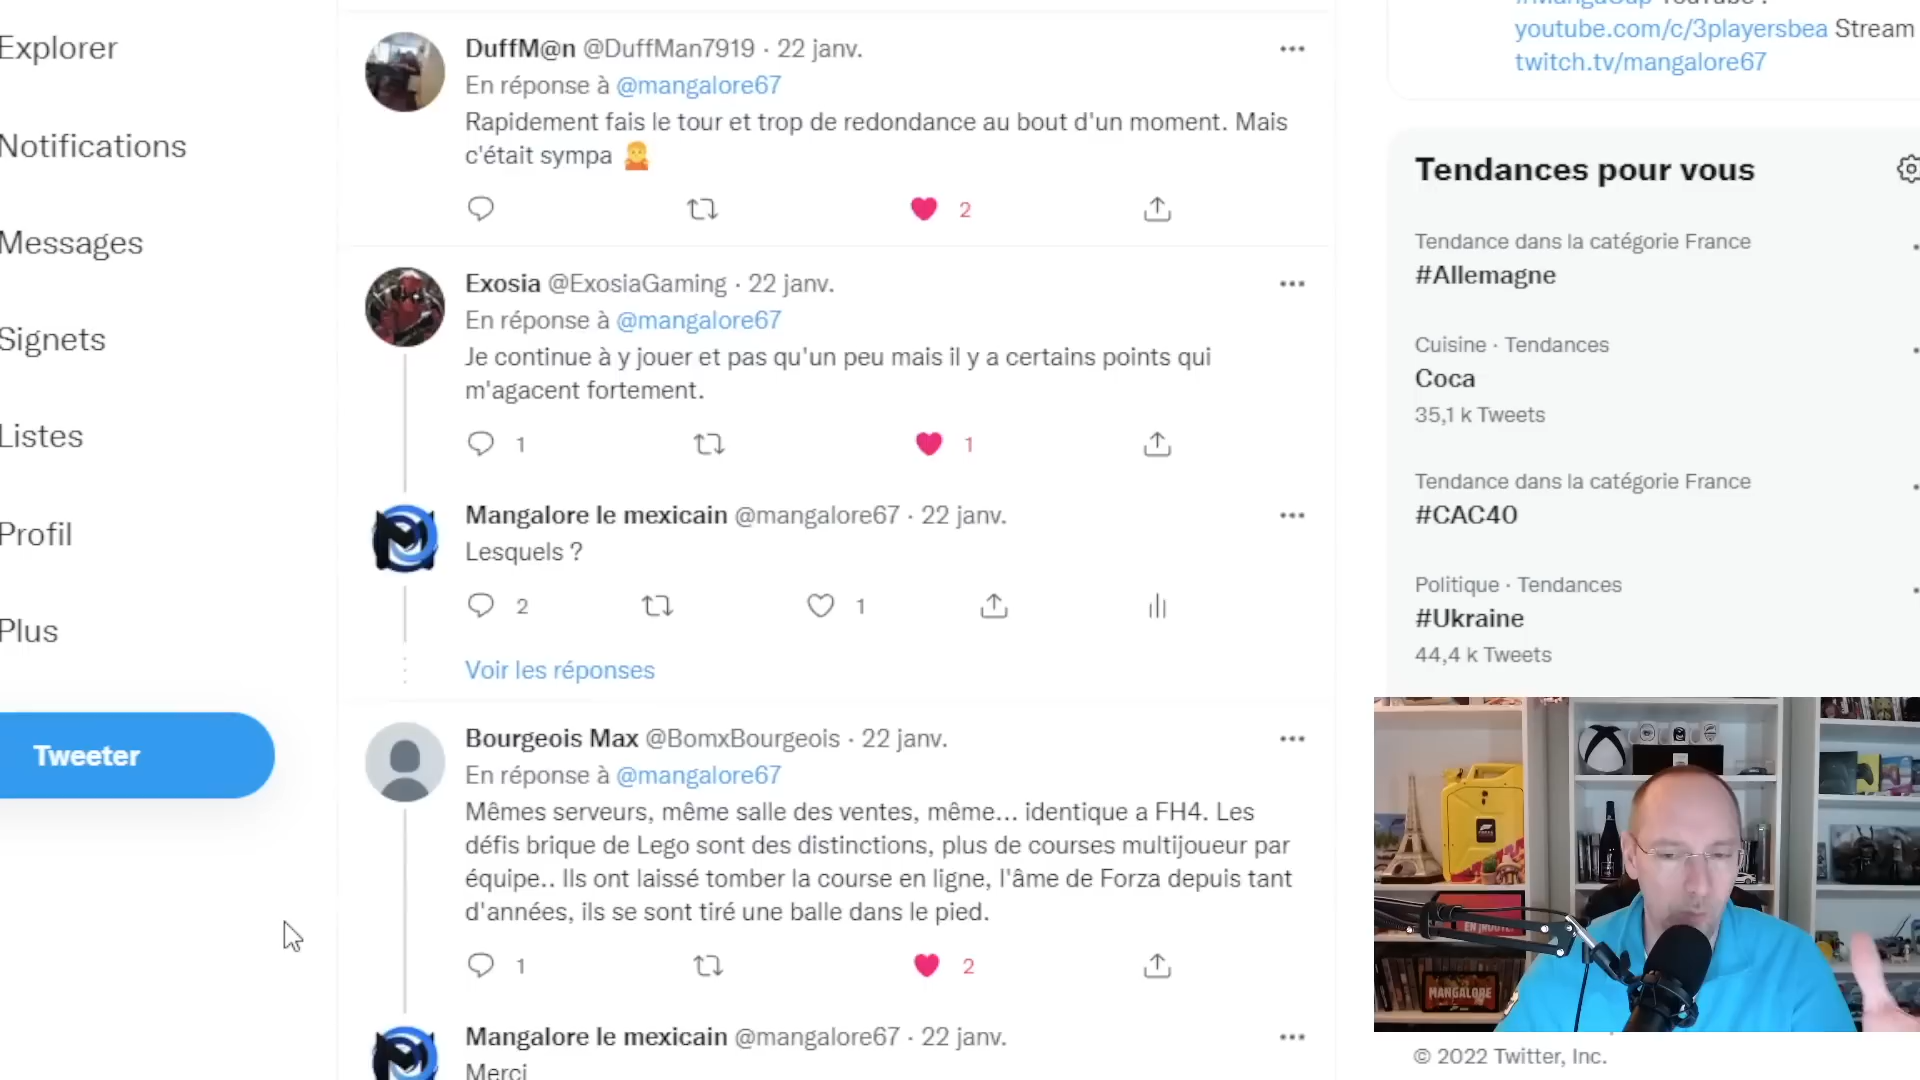 Explorer
Notifications
Messages
Signets
Listes
Profil
Plus
Tweeter
DuffM@n @DuffMan7919 · 22 janv.
En réponse à @mangalore67
Rapidement fais le tour et trop de redondance au bout d'un moment. Mais
c'était sympa
2
Exosia @ExosiaGaming · 22 janv.
En réponse à @mangalore67
Je continue à y jouer et pas qu'un peu mais il y a certains points qui
m'agacent fortement.
1 1
Mangalore le mexicain @mangalore67 · 22 janv.
Lesquels ?
2 1
Voir les réponses
Bourgeois Max @BomxBourgeois · 22 janv.
En réponse à @mangalore67
Mêmes serveurs, même salle des ventes, même... identique a FH4. Les
défis brique de Lego sont des distinctions, plus de courses multijoueur par
équipe.. Ils ont laissé tomber la course en ligne, l'âme de Forza depuis tant
d'années, ils se sont tiré une balle dans le pied.
1 2
Mangalore le mexicain @mangalore67 · 22 janv.
Merci
youtube.com/c/3playersbea Stream
twitch.tv/mangalore67
Tendances pour vous
Tendance dans la catégorie France
#Allemagne
Cuisine · Tendances
Coca
35,1 k Tweets
Tendance dans la catégorie France
#CAC40
Politique · Tendances
#Ukraine
44,4 k Tweets
MANGALORE
© 2022 Twitter, Inc.